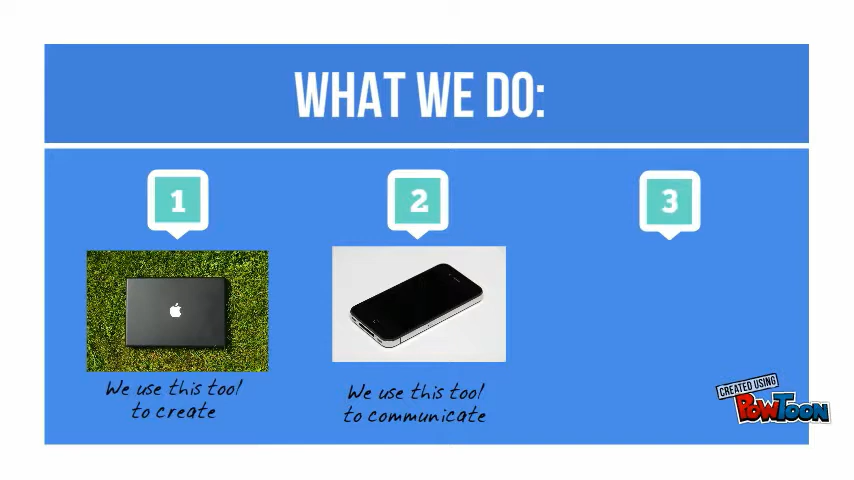 WHAT WE DO:
1
2
3
We use this tool
to create
We use this tool
to communicate
CREATED USING
POWTOON